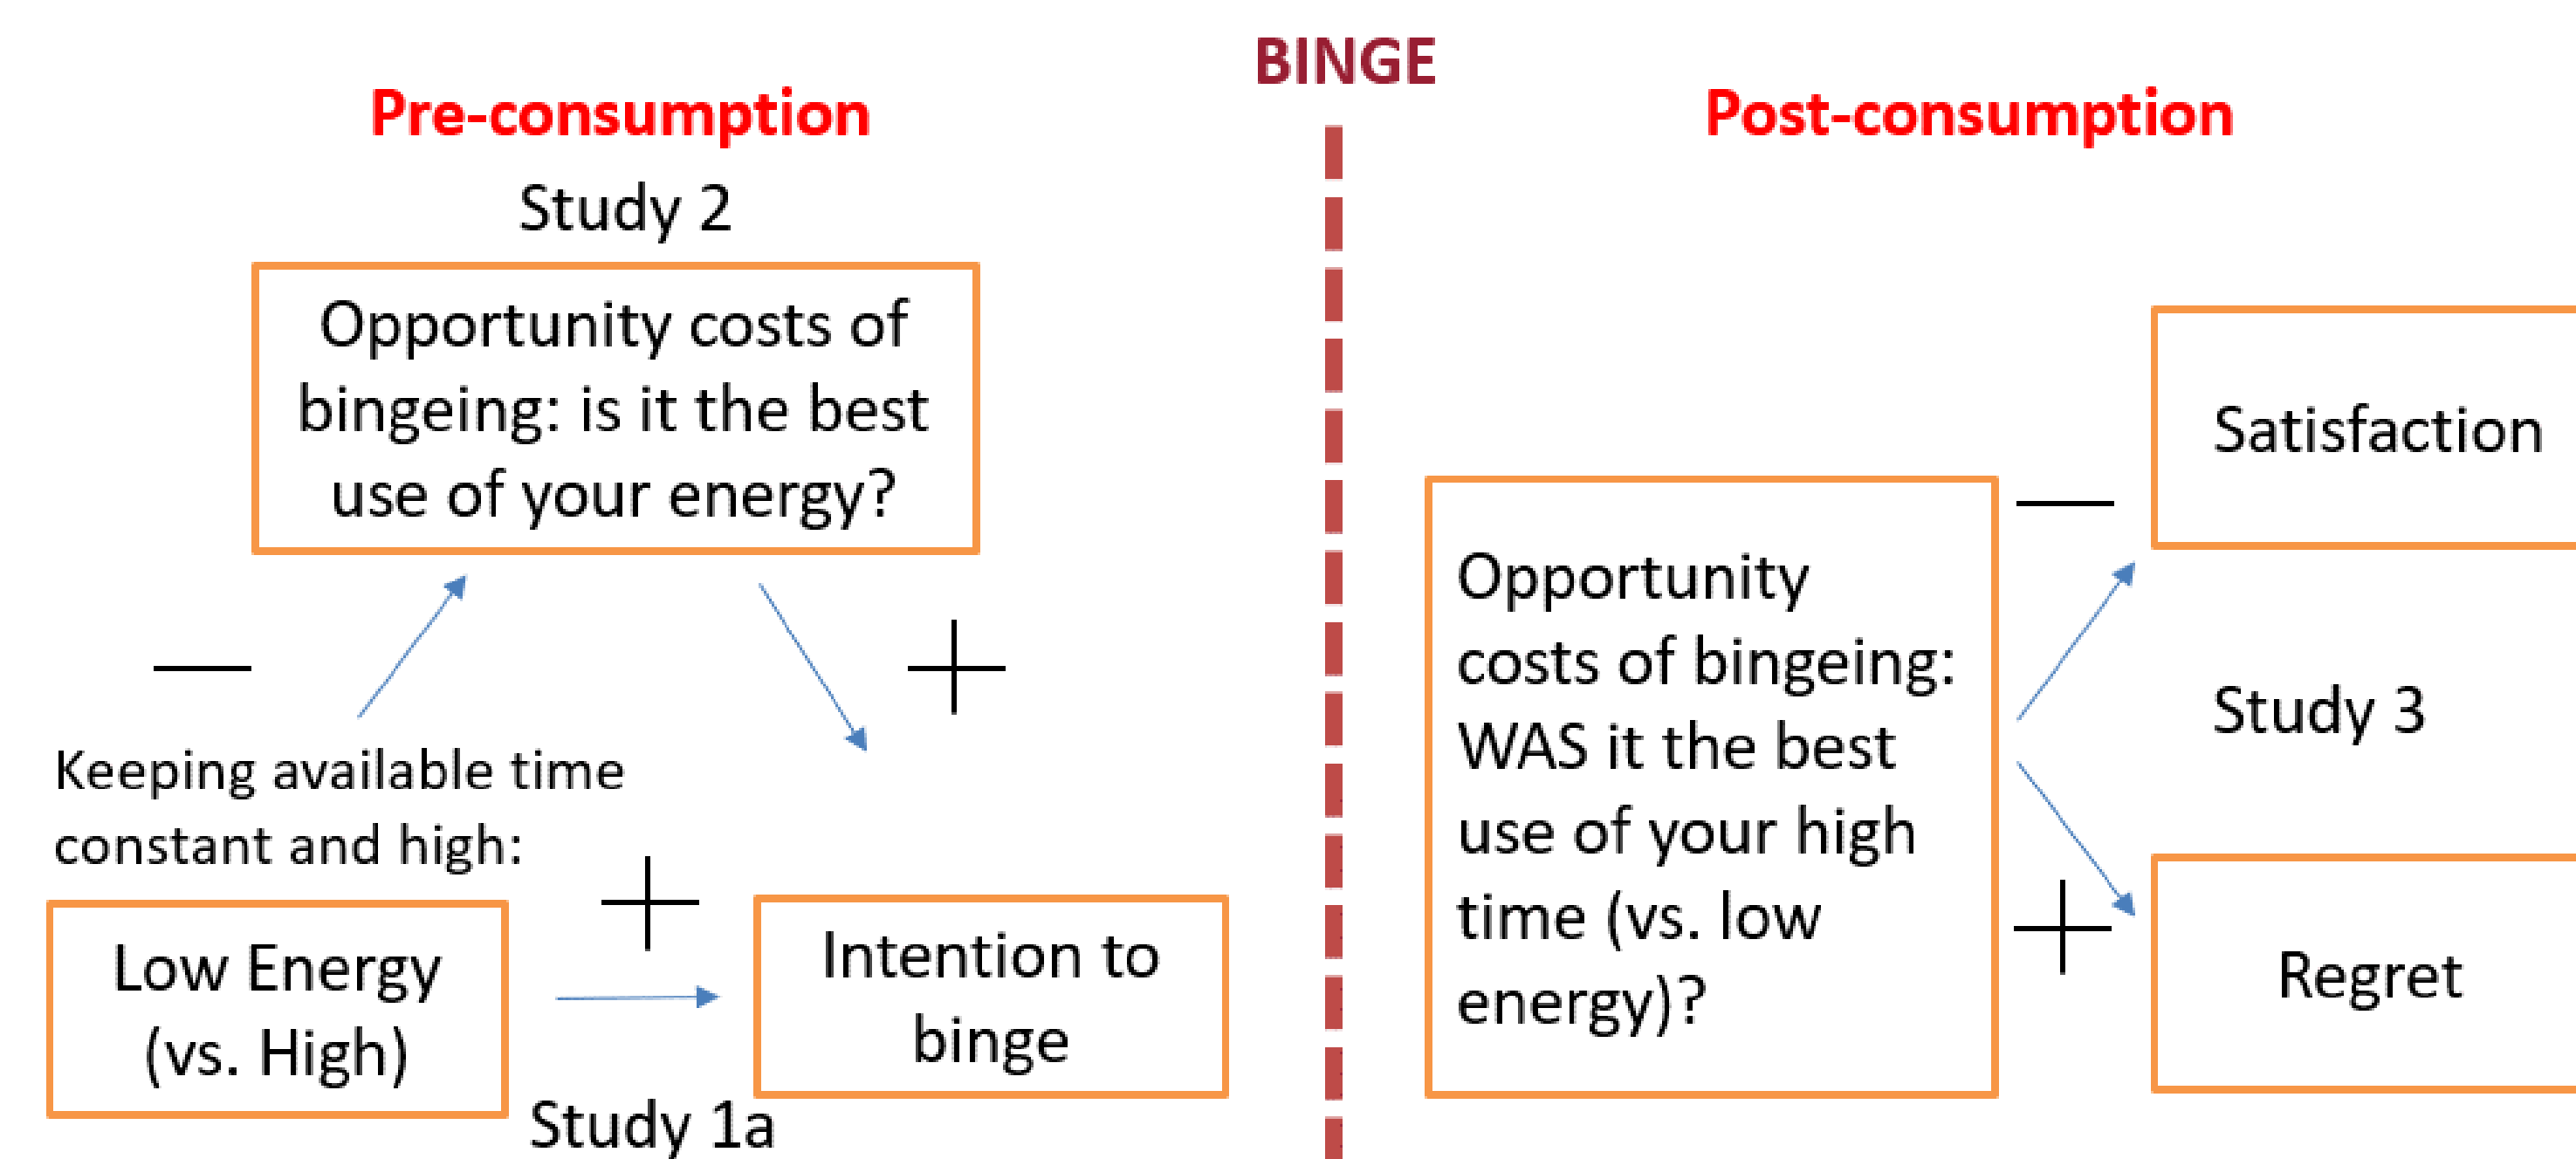 BINGE
Pre-consumption
Study 2
Opportunity costs of
bingeing: is it the best
use of your energy?
—
+
Keeping available time
constant and high:
Low Energy
(vs. High)
+
Study 1a
Intention to
binge
Post-consumption
Opportunity
costs of bingeing:
WAS it the best
use of your high
time (vs. low
energy)?
—
Satisfaction
Study 3
+
Regret